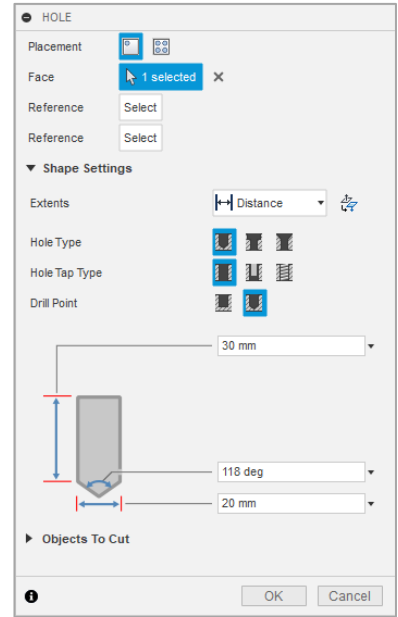 HOLE
Placement
Face 1 selected
Reference Select
Reference Select
Shape Settings
Extents Distance
Hole Type
Hole Tap Type
Drill Point
30 mm
118 deg
20 mm
Objects To Cut
OK Cancel